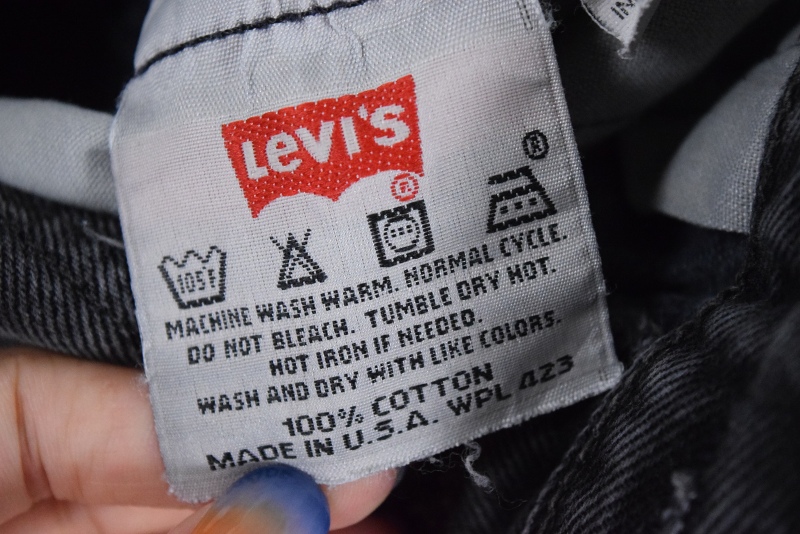 LEVI'S
®
®
105F
MACHINE WASH WARM. NORMAL CYCLE.
DO NOT BLEACH. TUMBLE DRY HOT.
HOT IRON IF NEEDED.
WASH AND DRY WITH LIKE COLORS.
100% COTTON
MADE IN U.S.A. WPL 423